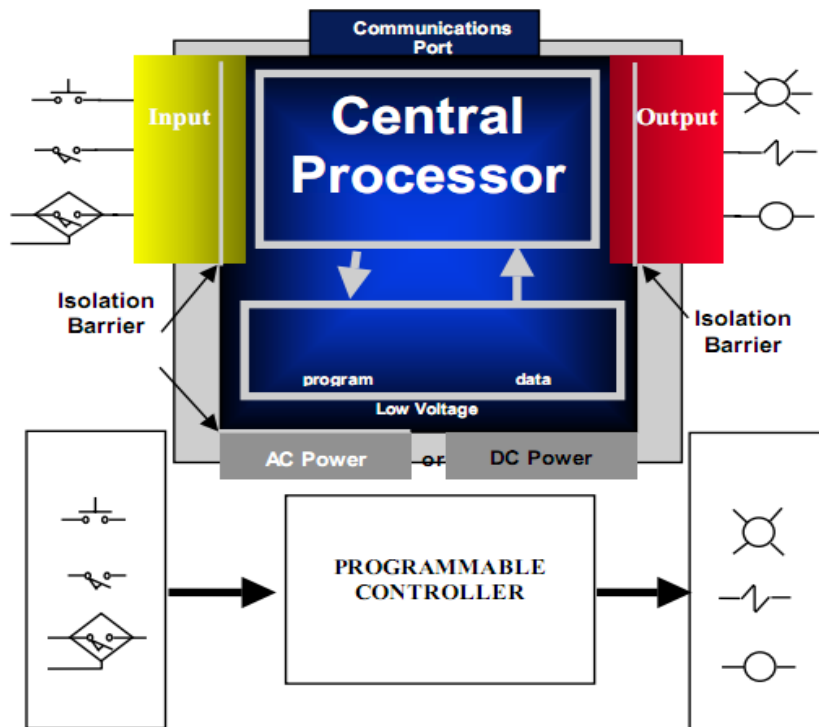 Communications
Port
Input
Central
Processor
Output
Isolation
Barrier
Isolation
Barrier
program data
Low Voltage
AC Power or DC Power
PROGRAMMABLE
CONTROLLER